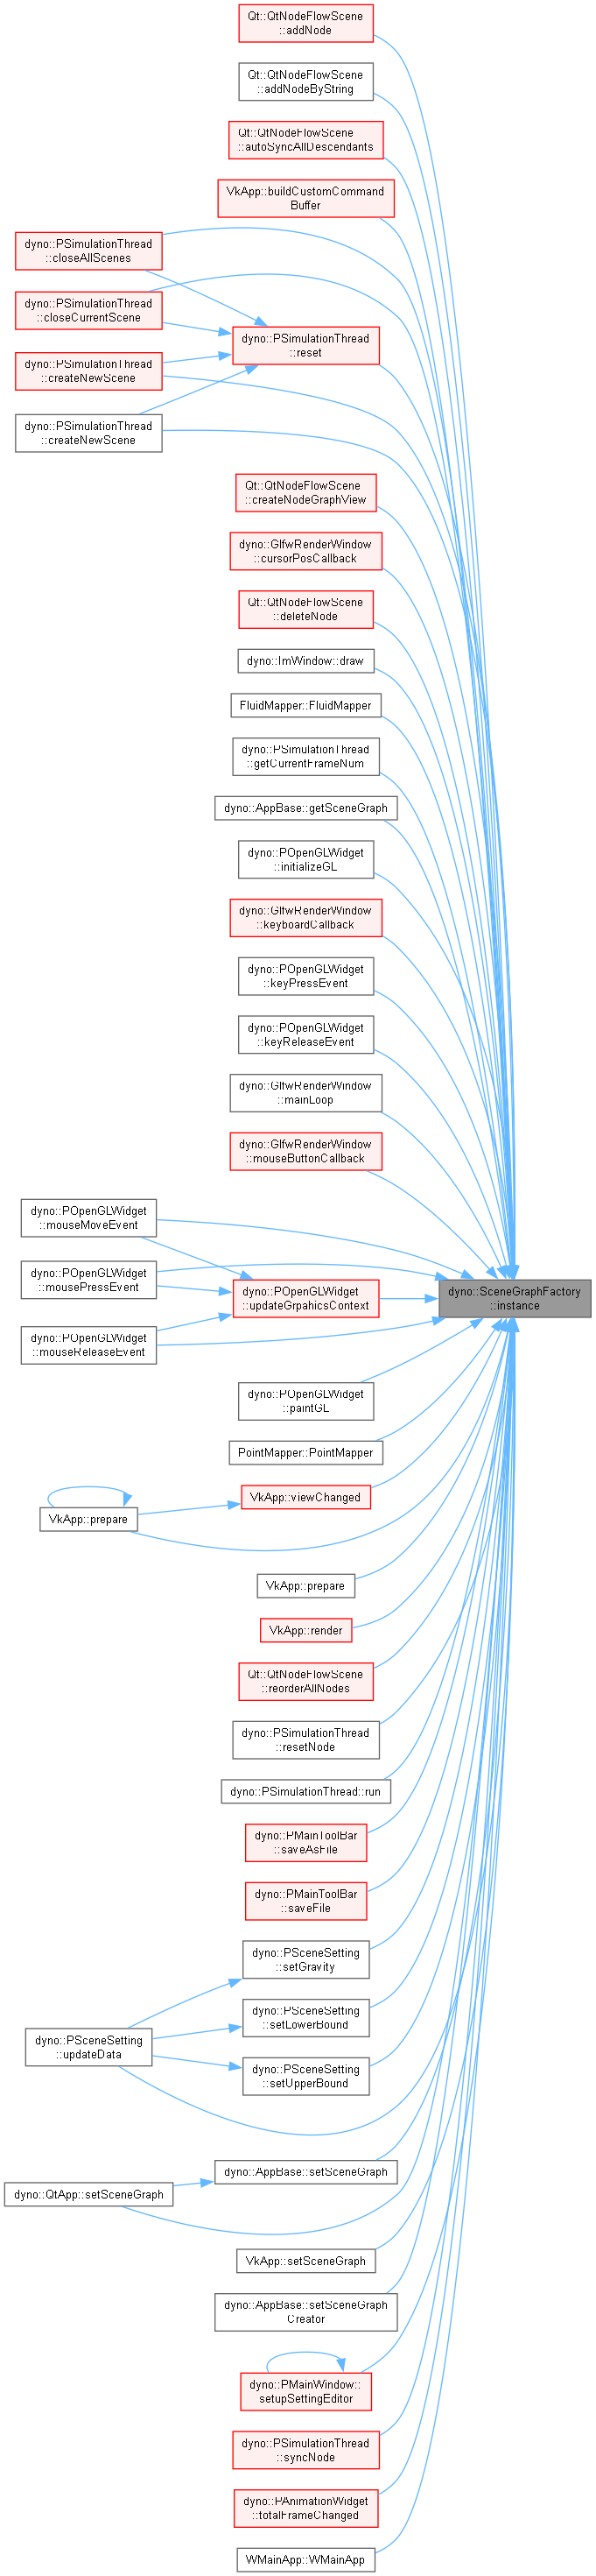 Qt::QtNodeFlowScene
::addNode
Qt::QtNodeFlowScene
::addNodeByString
Qt::QtNodeFlowScene
::autoSyncAllDescendants
VkApp::buildCustomCommand
Buffer
dyno::PSimulationThread
::closeAllScenes
dyno::PSimulationThread
::closeCurrentScene
dyno::PSimulationThread
::reset
dyno::PSimulationThread
::createNewScene
dyno::PSimulationThread
::createNewScene
Qt::QtNodeFlowScene
::createNodeGraphView
dyno::GlfwRenderWindow
::cursorPosCallback
Qt::QtNodeFlowScene
::deleteNode
dyno::ImWindow::draw
FluidMapper::FluidMapper
dyno::PSimulationThread
::getCurrentFrameNum
dyno::AppBase::getSceneGraph
dyno::POpenGLWidget
::initializeGL
dyno::GlfwRenderWindow
::keyboardCallback
dyno::POpenGLWidget
::keyPressEvent
dyno::POpenGLWidget
::keyReleaseEvent
dyno::GlfwRenderWindow
::mainLoop
dyno::GlfwRenderWindow
::mouseButtonCallback
dyno::POpenGLWidget
::mouseMoveEvent
dyno::POpenGLWidget
::mousePressEvent
dyno::POpenGLWidget
::updateGrpahicsContext
dyno::SceneGraphFactory
::instance
dyno::POpenGLWidget
::mouseReleaseEvent
dyno::POpenGLWidget
::paintGL
PointMapper::PointMapper
VkApp::viewChanged
VkApp::prepare
VkApp::prepare
VkApp::render
Qt::QtNodeFlowScene
::reorderAllNodes
dyno::PSimulationThread
::resetNode
dyno::PSimulationThread::run
dyno::PMainToolBar
::saveAsFile
dyno::PMainToolBar
::saveFile
dyno::PSceneSetting
::setGravity
dyno::PSceneSetting
::setLowerBound
dyno::PSceneSetting
::updateData
dyno::PSceneSetting
::setUpperBound
dyno::AppBase::setSceneGraph
dyno::QtApp::setSceneGraph
VkApp::setSceneGraph
dyno::AppBase::setSceneGraph
Creator
dyno::PMainWindow::
setupSettingEditor
dyno::PSimulationThread
::syncNode
dyno::PAnimationWidget
::totalFrameChanged
WMainApp::WMainApp